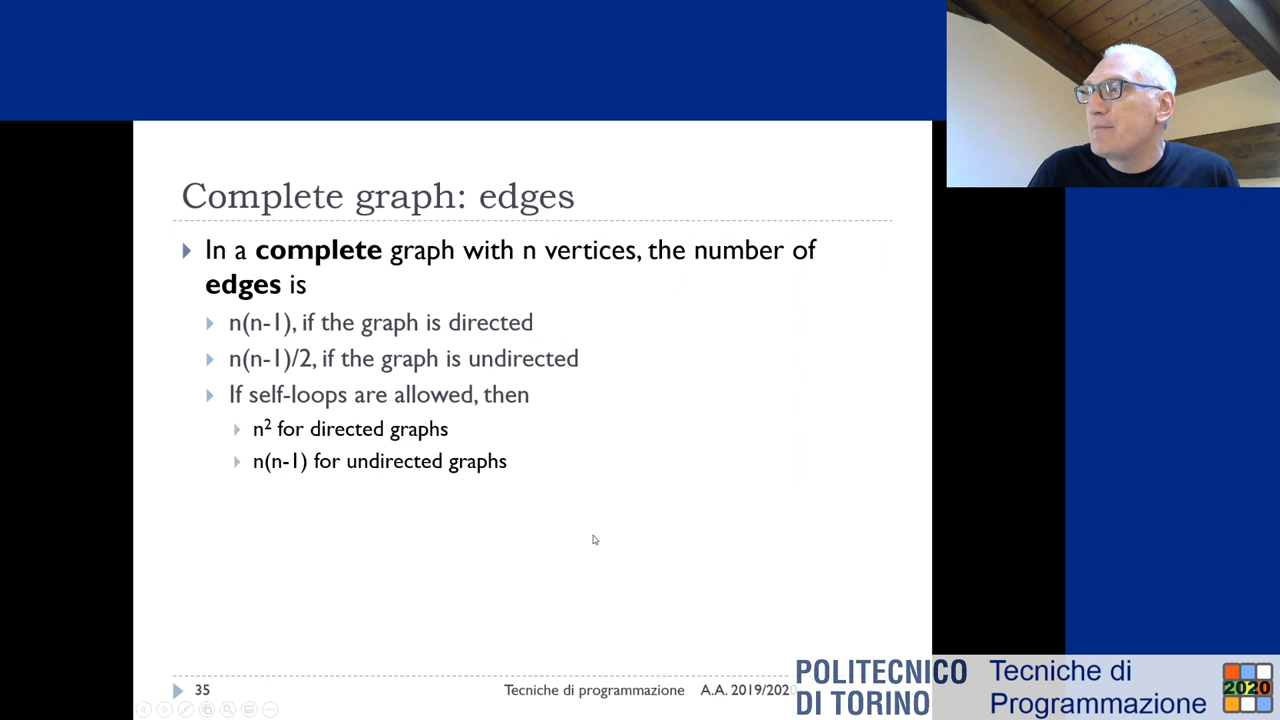 Complete graph: edges
In a complete graph with n vertices, the number of
edges is
n(n-1), if the graph is directed
n(n-1)/2, if the graph is undirected
If self-loops are allowed, then
n² for directed graphs
n(n-1) for undirected graphs
35
Tecniche di programmazione A.A. 2019/2020
POLITECNICO
DI TORINO
Tecniche di
Programmazione
2020